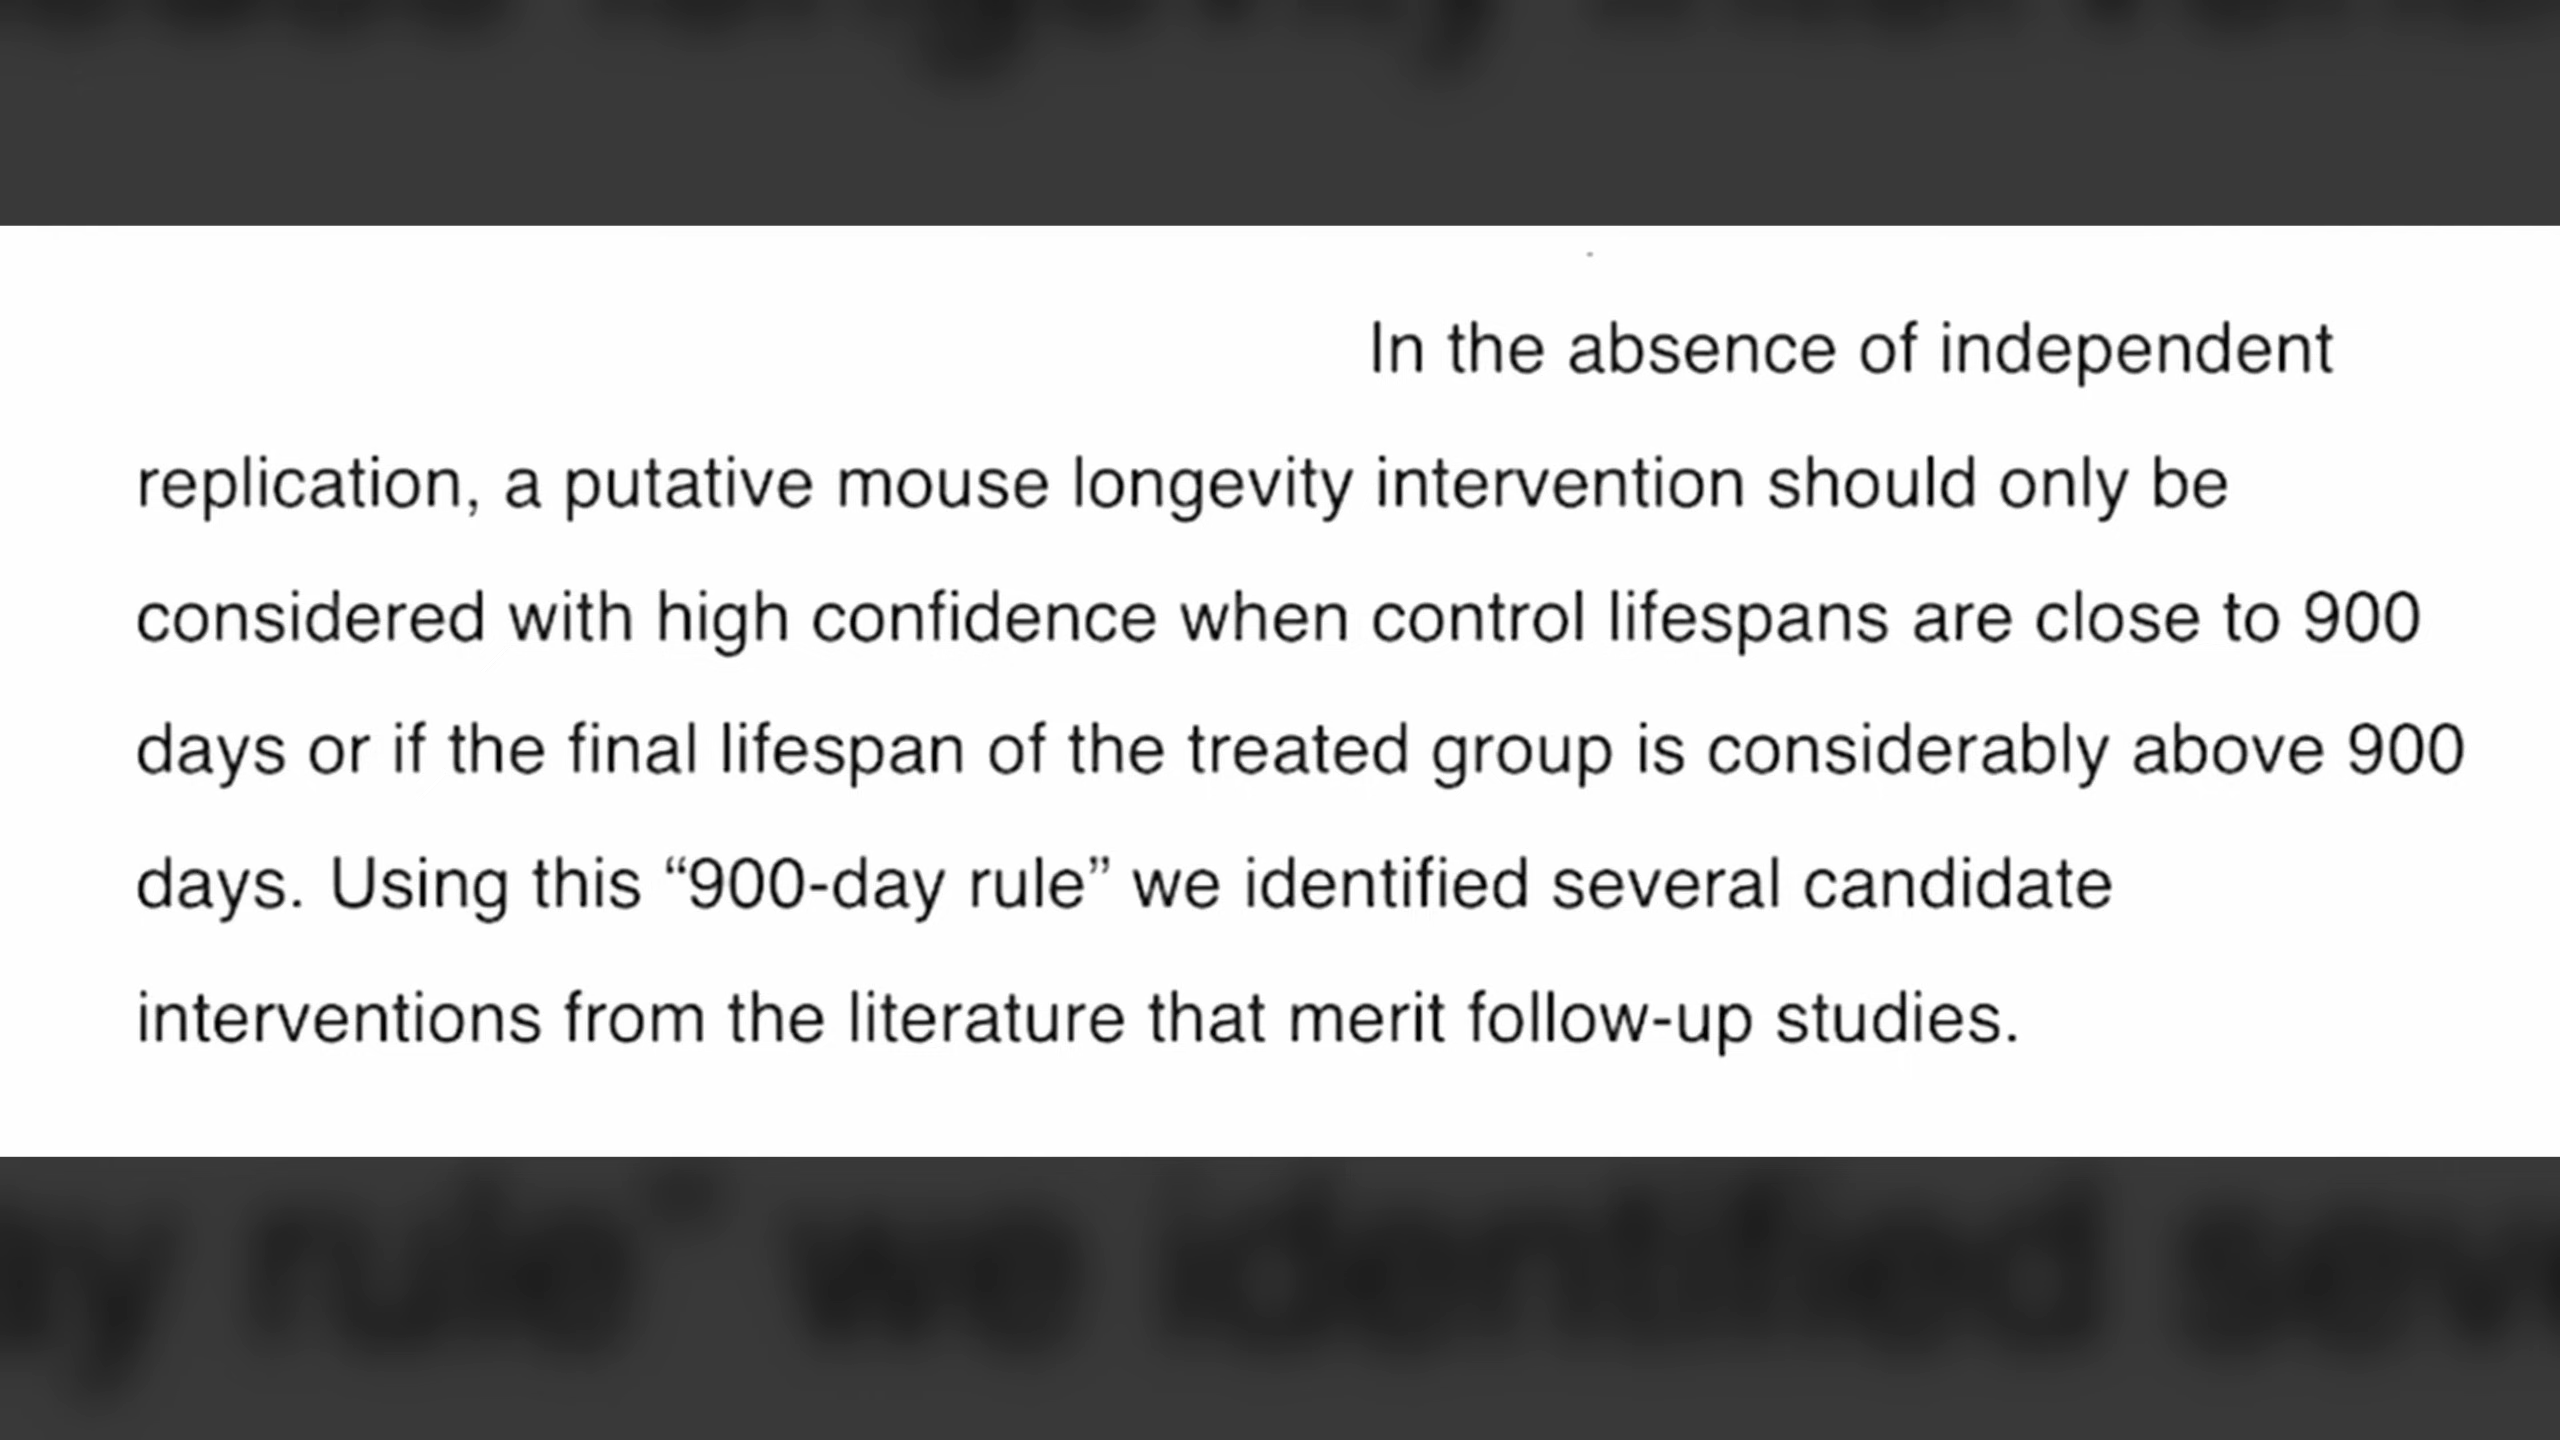 In the absence of independent
replication, a putative mouse longevity intervention should only be
considered with high confidence when control lifespans are close to 900
days or if the final lifespan of the treated group is considerably above 900
days. Using this “900-day rule” we identified several candidate
interventions from the literature that merit follow-up studies.
rule” we identified